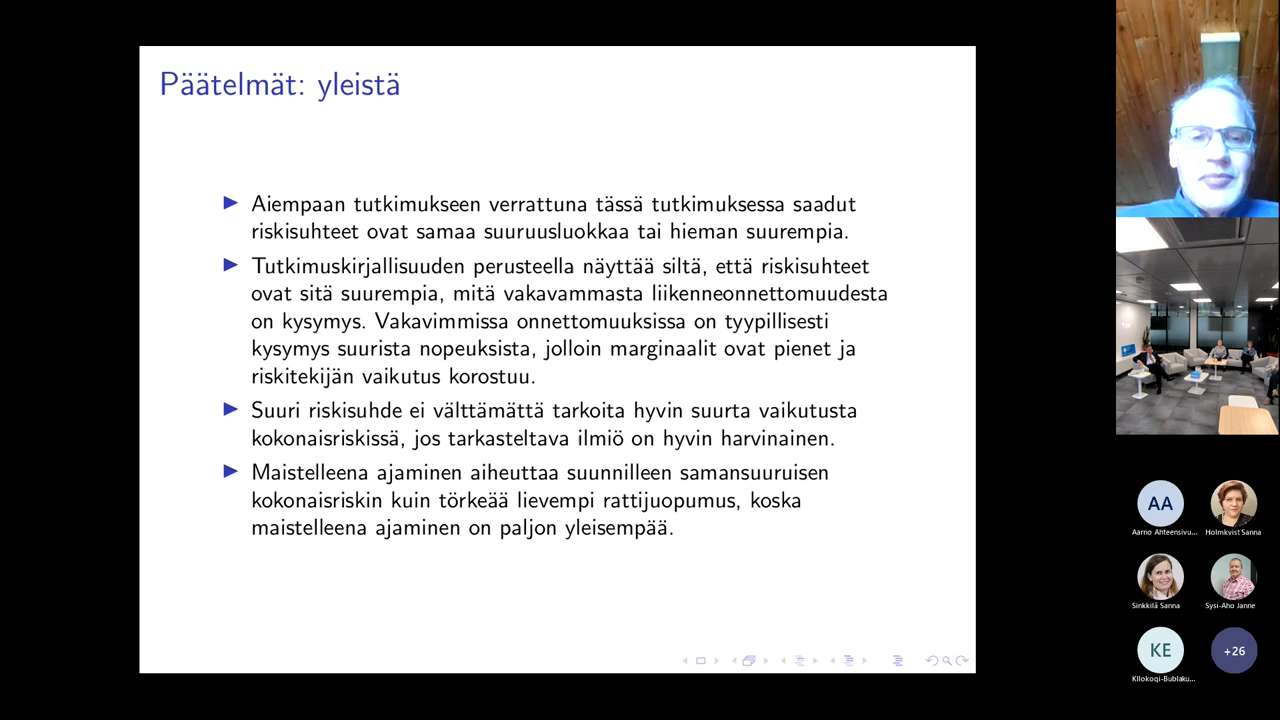 Päätelmät: yleistä
Aiempaan tutkimukseen verrattuna tässä tutkimuksessa saadut
riskisuhteet ovat samaa suuruusluokkaa tai hieman suurempia.
Tutkimuskirjallisuuden perusteella näyttää siltä, että riskisuhteet
ovat sitä suurempia, mitä vakavammasta liikenneonnettomuudesta
on kysymys. Vakavimmissa onnettomuuksissa on tyypillisesti
kysymys suurista nopeuksista, jolloin marginaalit ovat pienet ja
riskitekijän vaikutus korostuu.
Suuri riskisuhde ei välttämättä tarkoita hyvin suurta vaikutusta
kokonaisriskissä, jos tarkasteltava ilmiö on hyvin harvinainen.
Maistelleena ajaminen aiheuttaa suunnilleen samansuuruisen
kokonaisriskin kuin törkeää lievempi rattijuopumus, koska
maistelleena ajaminen on paljon yleisempää.
AA
Aarno Ahteensivu...
Holmkvist Sanna
Sinkkilä Sanna
Sysi-Aho Janne
KE
Kllokoqi-Bublaku...
+26